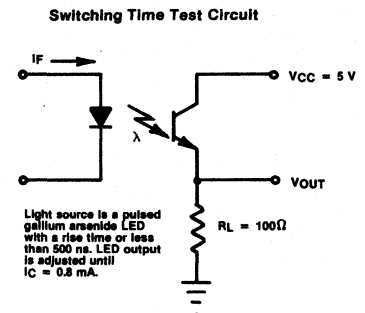 Switching Time Test Circuit
IF
VCC = 5 V
λ
VOUT
Light source is a pulsed
gallium arsenide LED
with a rise time or less
than 500 ns. LED output
is adjusted until
IC = 0.8 mA.
RL = 100Ω